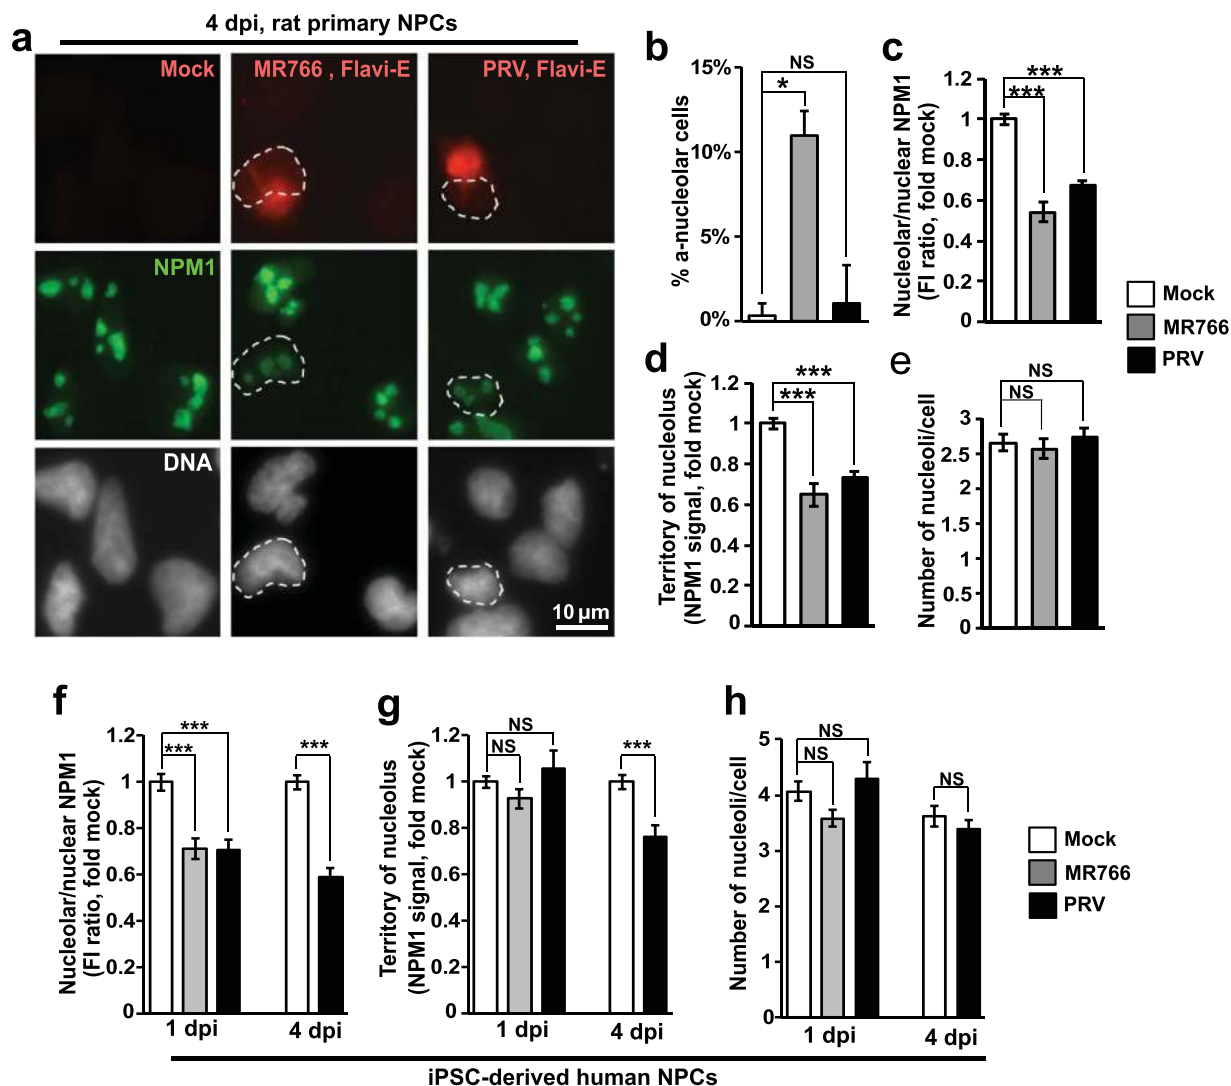 a
4 dpi, rat primary NPCs
Mock
MR766 , Flavi-E
PRV, Flavi-E
NPM1
DNA
10 µm
b
% a-nucleolar cells
15%
10%
5%
0%
*
NS
c
Nucleolar/nuclear NPM1
(FI ratio, fold mock)
1.2
1
0.8
0.6
0.4
0.2
0
***
***
Mock
MR766
PRV
d
Territory of nucleolus
(NPM1 signal, fold mock)
1.2
1
0.8
0.6
0.4
0.2
0
***
***
e
Number of nucleoli/cell
3
2.5
2
1.5
1
0.5
0
NS
NS
f
Nucleolar/nuclear NPM1
(FI ratio, fold mock)
1.2
1
0.8
0.6
0.4
0.2
0
***
***
***
1 dpi
4 dpi
g
Territory of nucleolus
(NPM1 signal, fold mock)
1.2
1
0.8
0.6
0.4
0.2
0
NS
NS
***
1 dpi
4 dpi
h
Number of nucleoli/cell
5
4
3
4
1
0
NS
NS
NS
1 dpi
4 dpi
Mock
MR766
PRV
iPSC-derived human NPCs